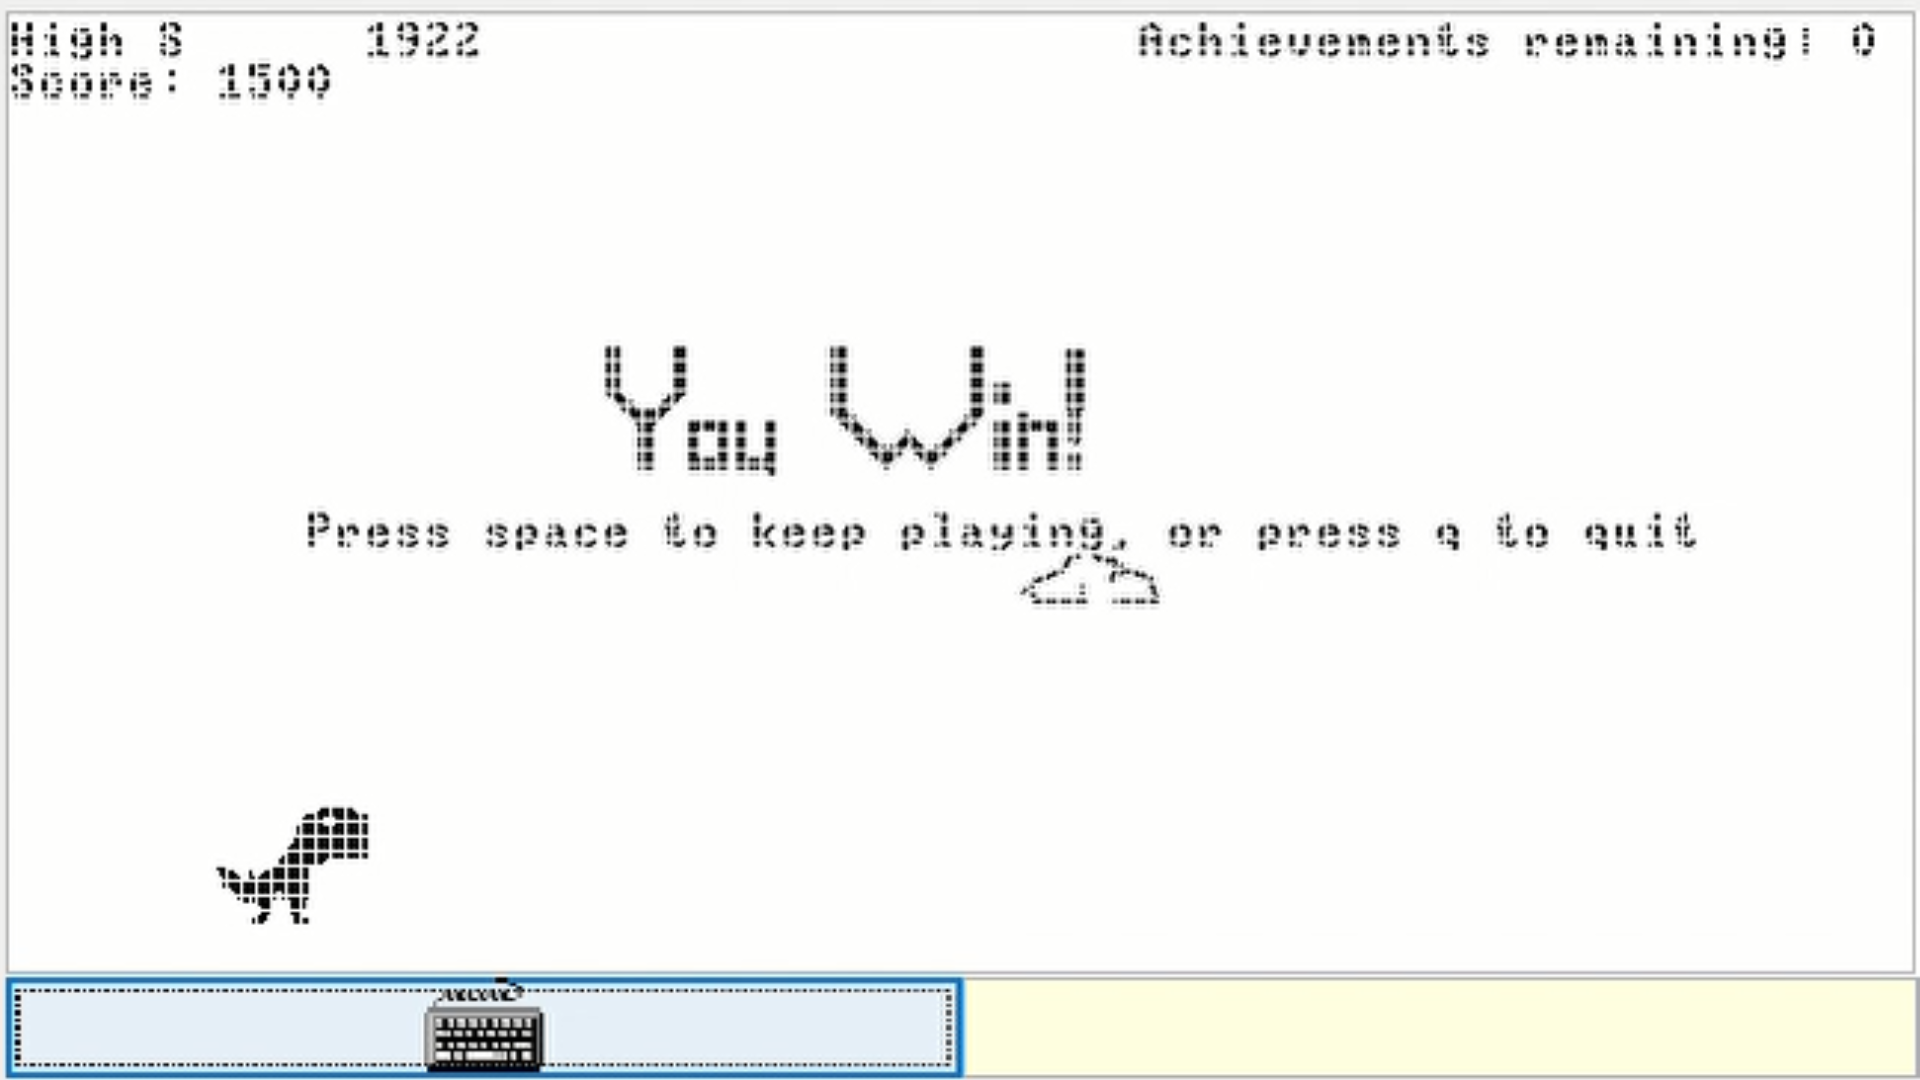 High S 1922
Achievements remaining: 0
Score: 1500
You Win!
Press space to keep playing, or press q to quit